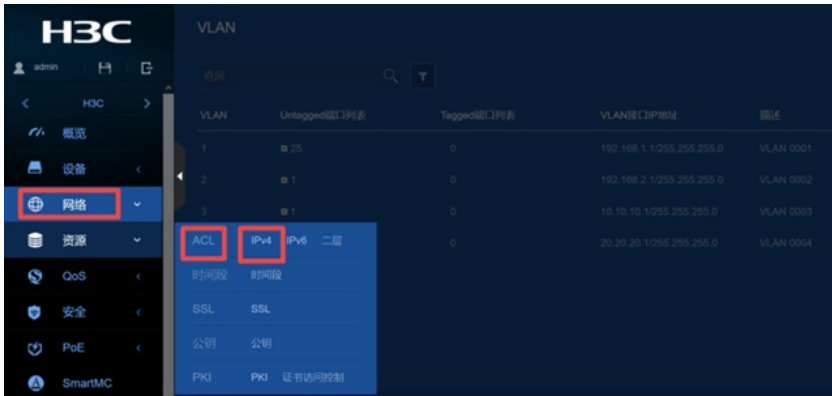 H3C
admin
H3C
概览
设备
网络
资源
QoS
安全
PoE
SmartMC
VLAN
查询
VLAN Untagged端口列表 Tagged端口列表 VLAN接口IP地址 描述
1 25 0 192.168.1.1/255.255.255.0 VLAN 0001
2 1 0 192.168.2.1/255.255.255.0 VLAN 0002
3 1 0 10.10.10.1/255.255.255.0 VLAN 0003
0 20.20.20.1/255.255.255.0 VLAN 0004
ACL IPv4 IPv6 二层
时间段 时间段
SSL SSL
公钥 公钥
PKI PKI 证书访问控制